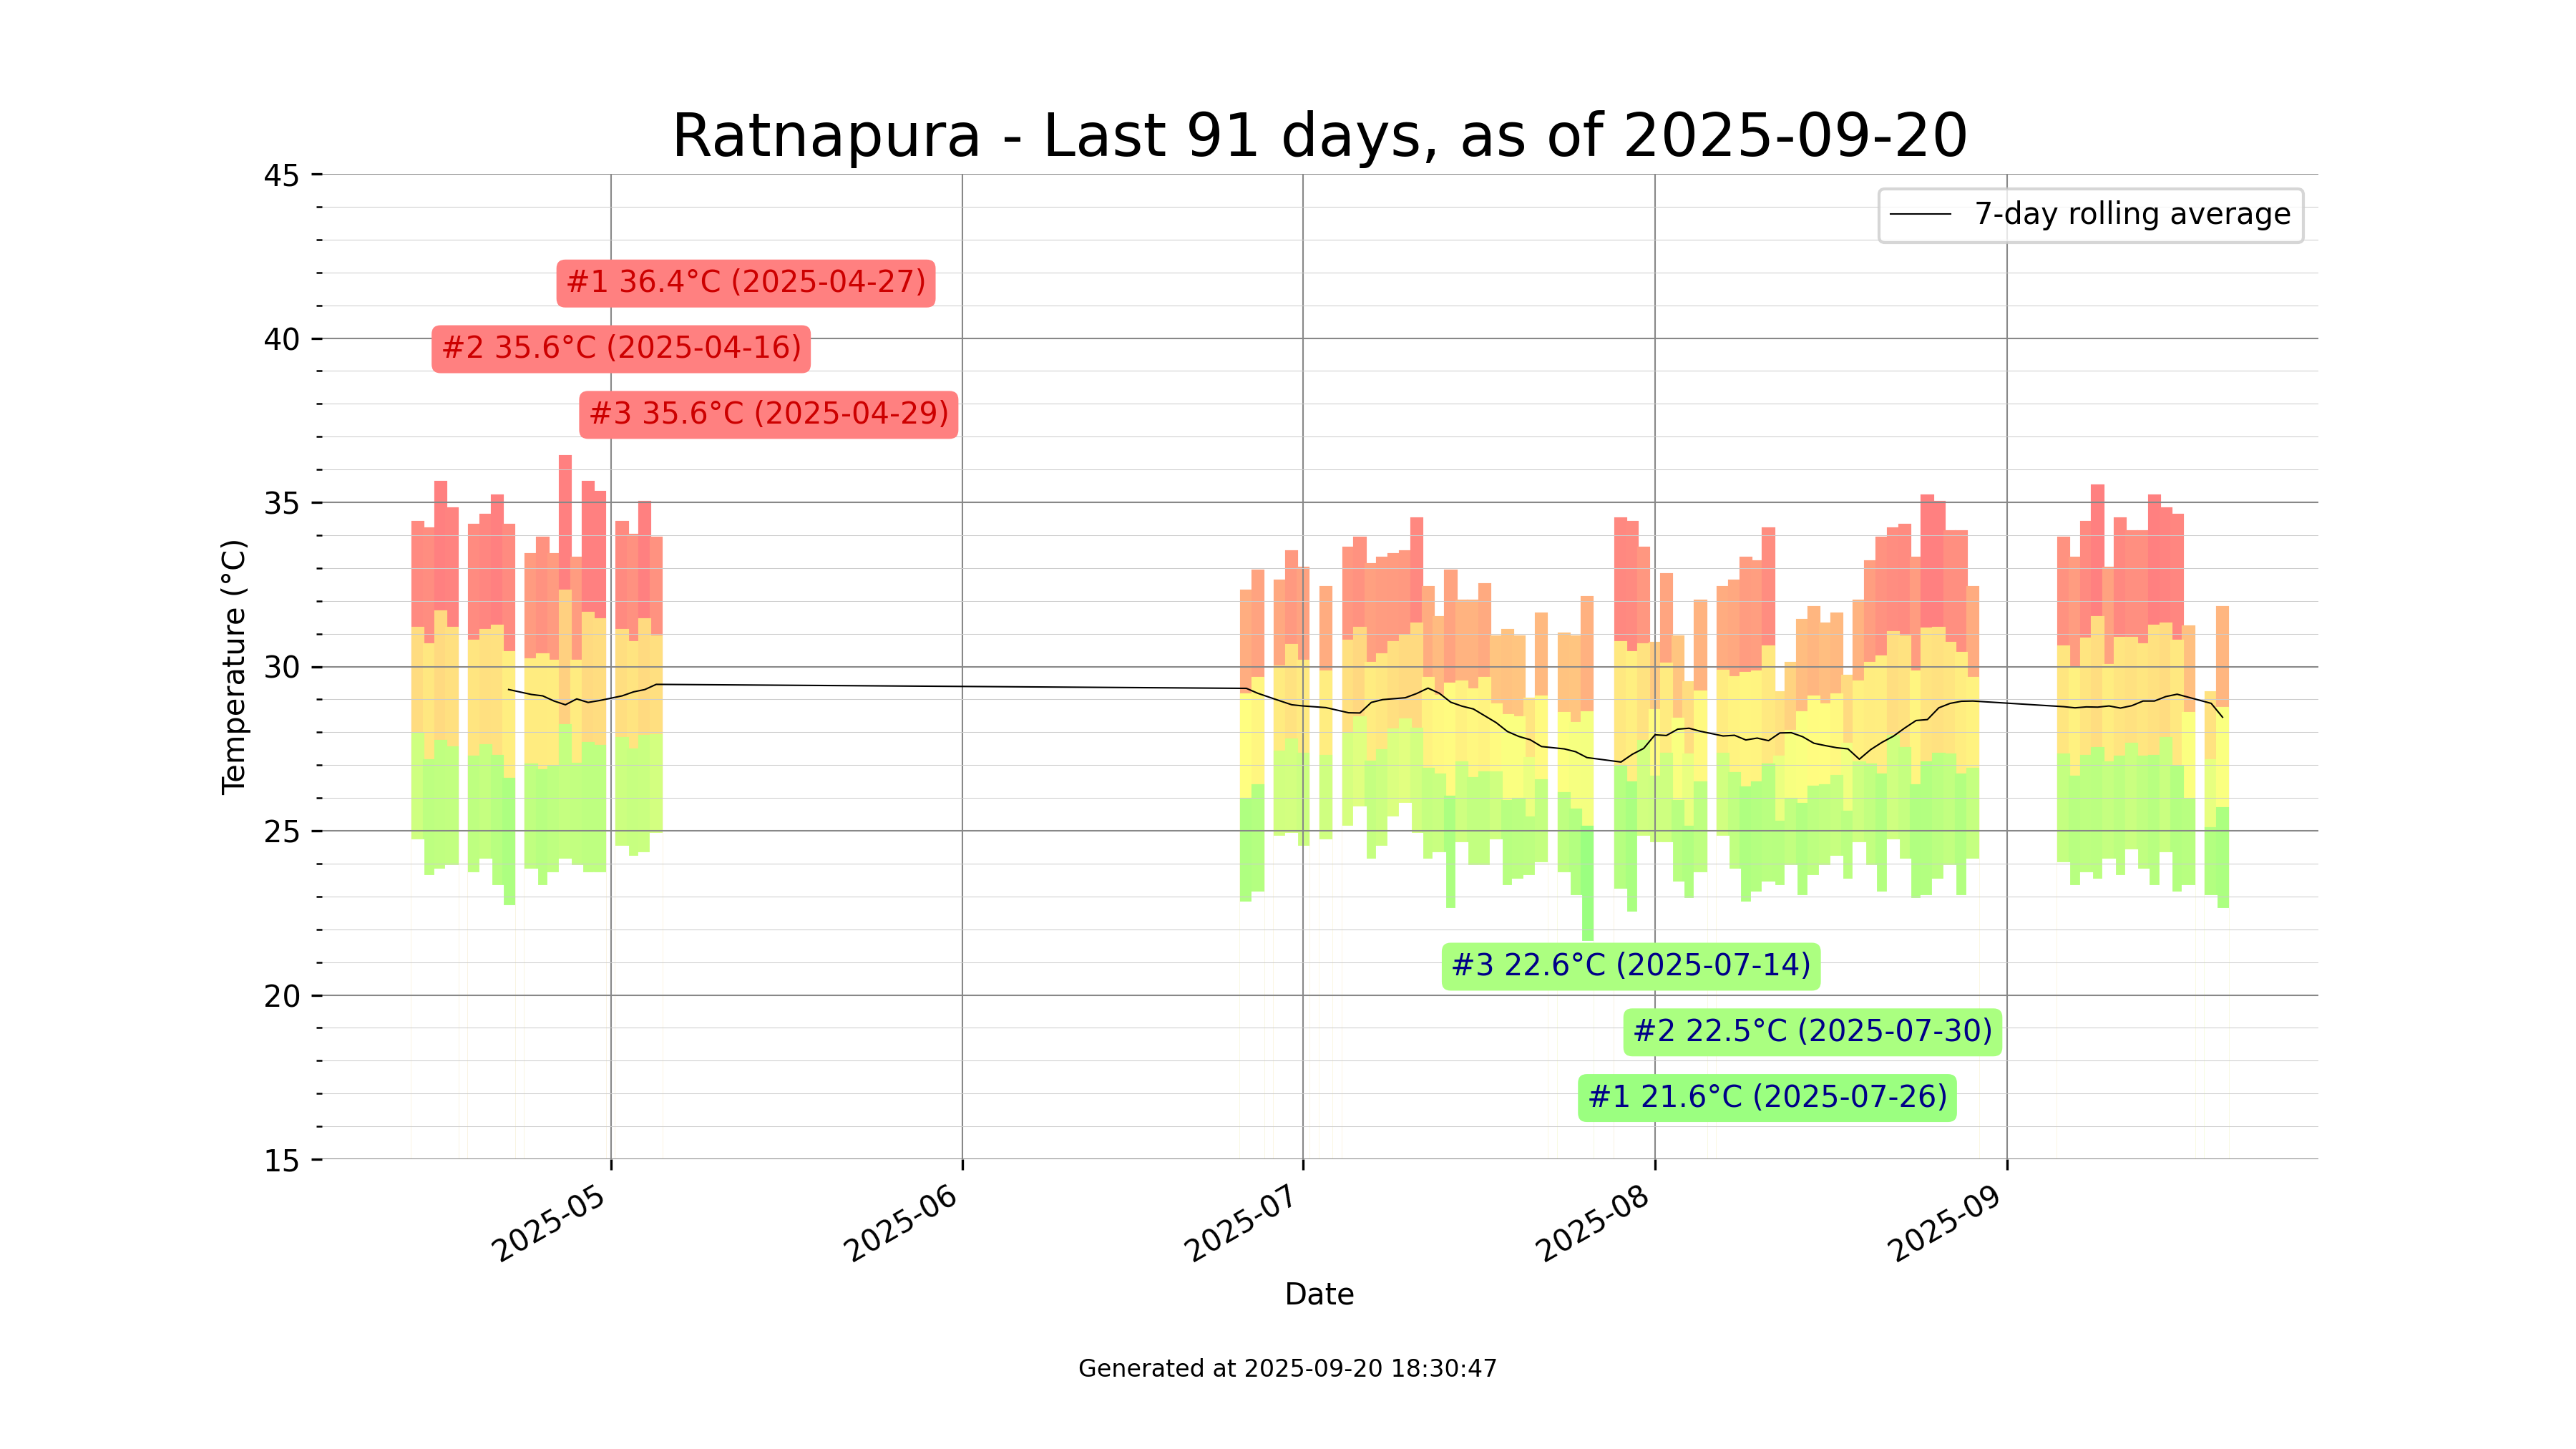 Ratnapura - Last 91 days, as of 2025-09-20
7-day rolling average
45
40
35
30
25
20
15
Temperature (°C)
#1 36.4°C (2025-04-27)
#2 35.6°C (2025-04-16)
#3 35.6°C (2025-04-29)
#3 22.6°C (2025-07-14)
#2 22.5°C (2025-07-30)
#1 21.6°C (2025-07-26)
2025-05
2025-06
2025-07
2025-08
2025-09
Date
Generated at 2025-09-20 18:30:47